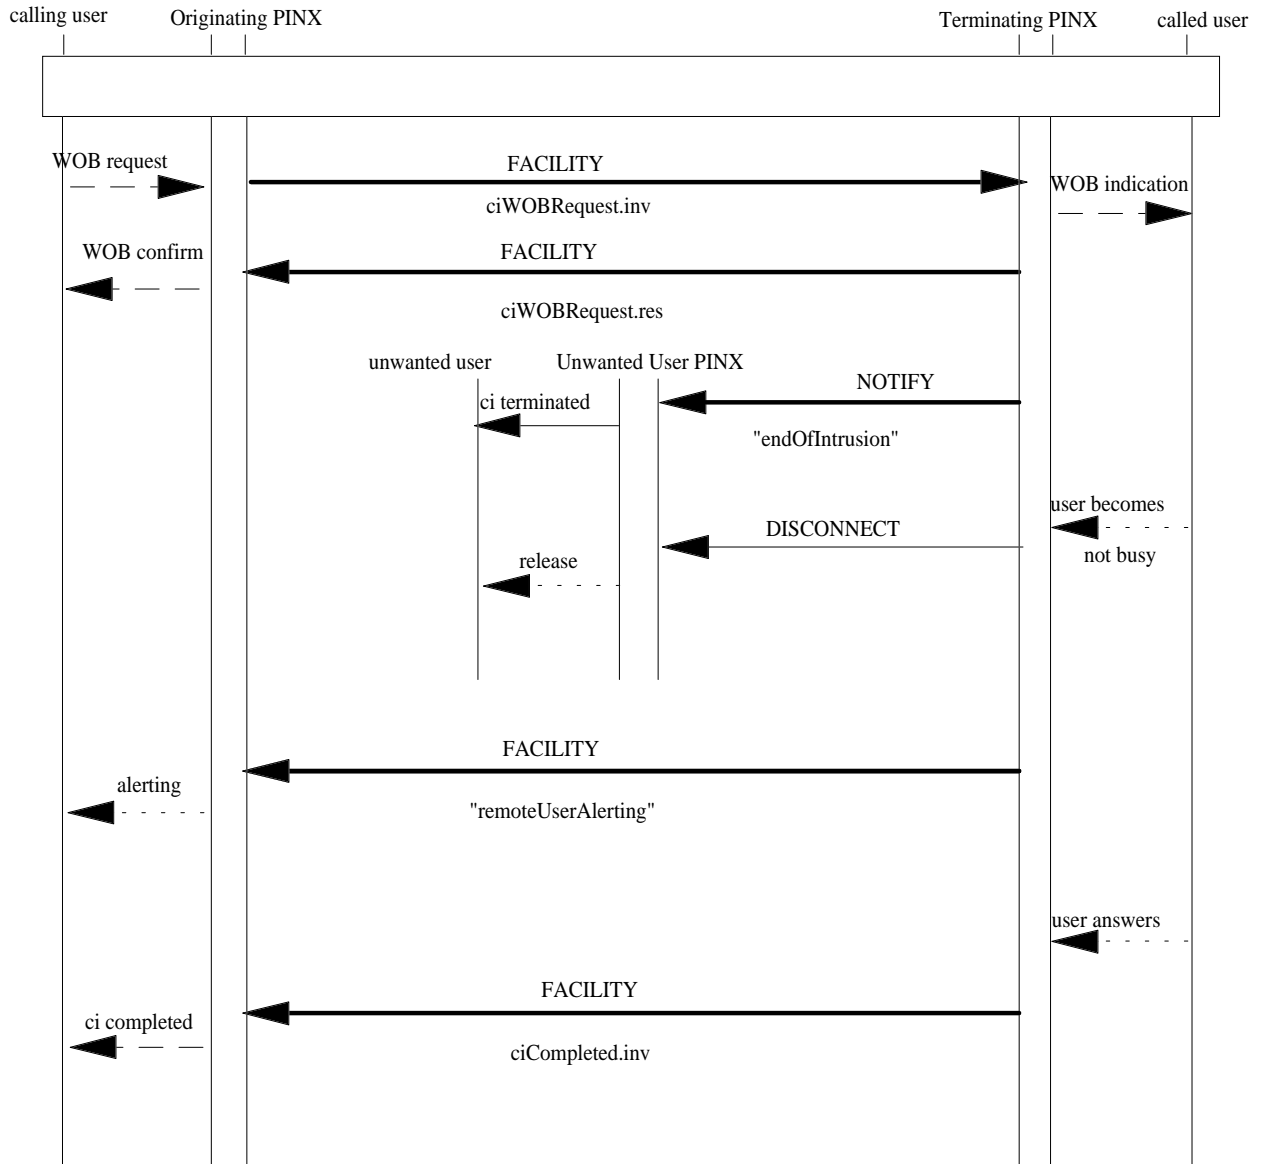 calling user
Originating PINX
Terminating PINX
called user
WOB request
FACILITY
ciWOBRequest.inv
WOB indication
WOB confirm
FACILITY
ciWOBRequest.res
unwanted user
Unwanted User PINX
NOTIFY
ci terminated
"endOfIntrusion"
user becomes
DISCONNECT
not busy
release
FACILITY
alerting
"remoteUserAlerting"
user answers
FACILITY
ci completed
ciCompleted.inv